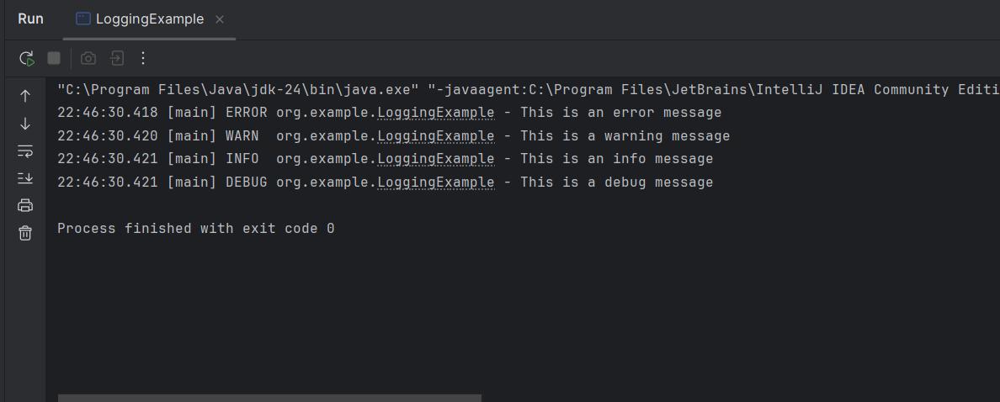 Run LoggingExample
"C:\Program Files\Java\jdk-24\bin\java.exe" "-javaagent:C:\Program Files\JetBrains\IntelliJ IDEA Community Editi
22:46:30.418 [main] ERROR org.example.LoggingExample - This is an error message
22:46:30.420 [main] WARN  org.example.LoggingExample - This is a warning message
22:46:30.421 [main] INFO  org.example.LoggingExample - This is an info message
22:46:30.421 [main] DEBUG org.example.LoggingExample - This is a debug message
Process finished with exit code 0